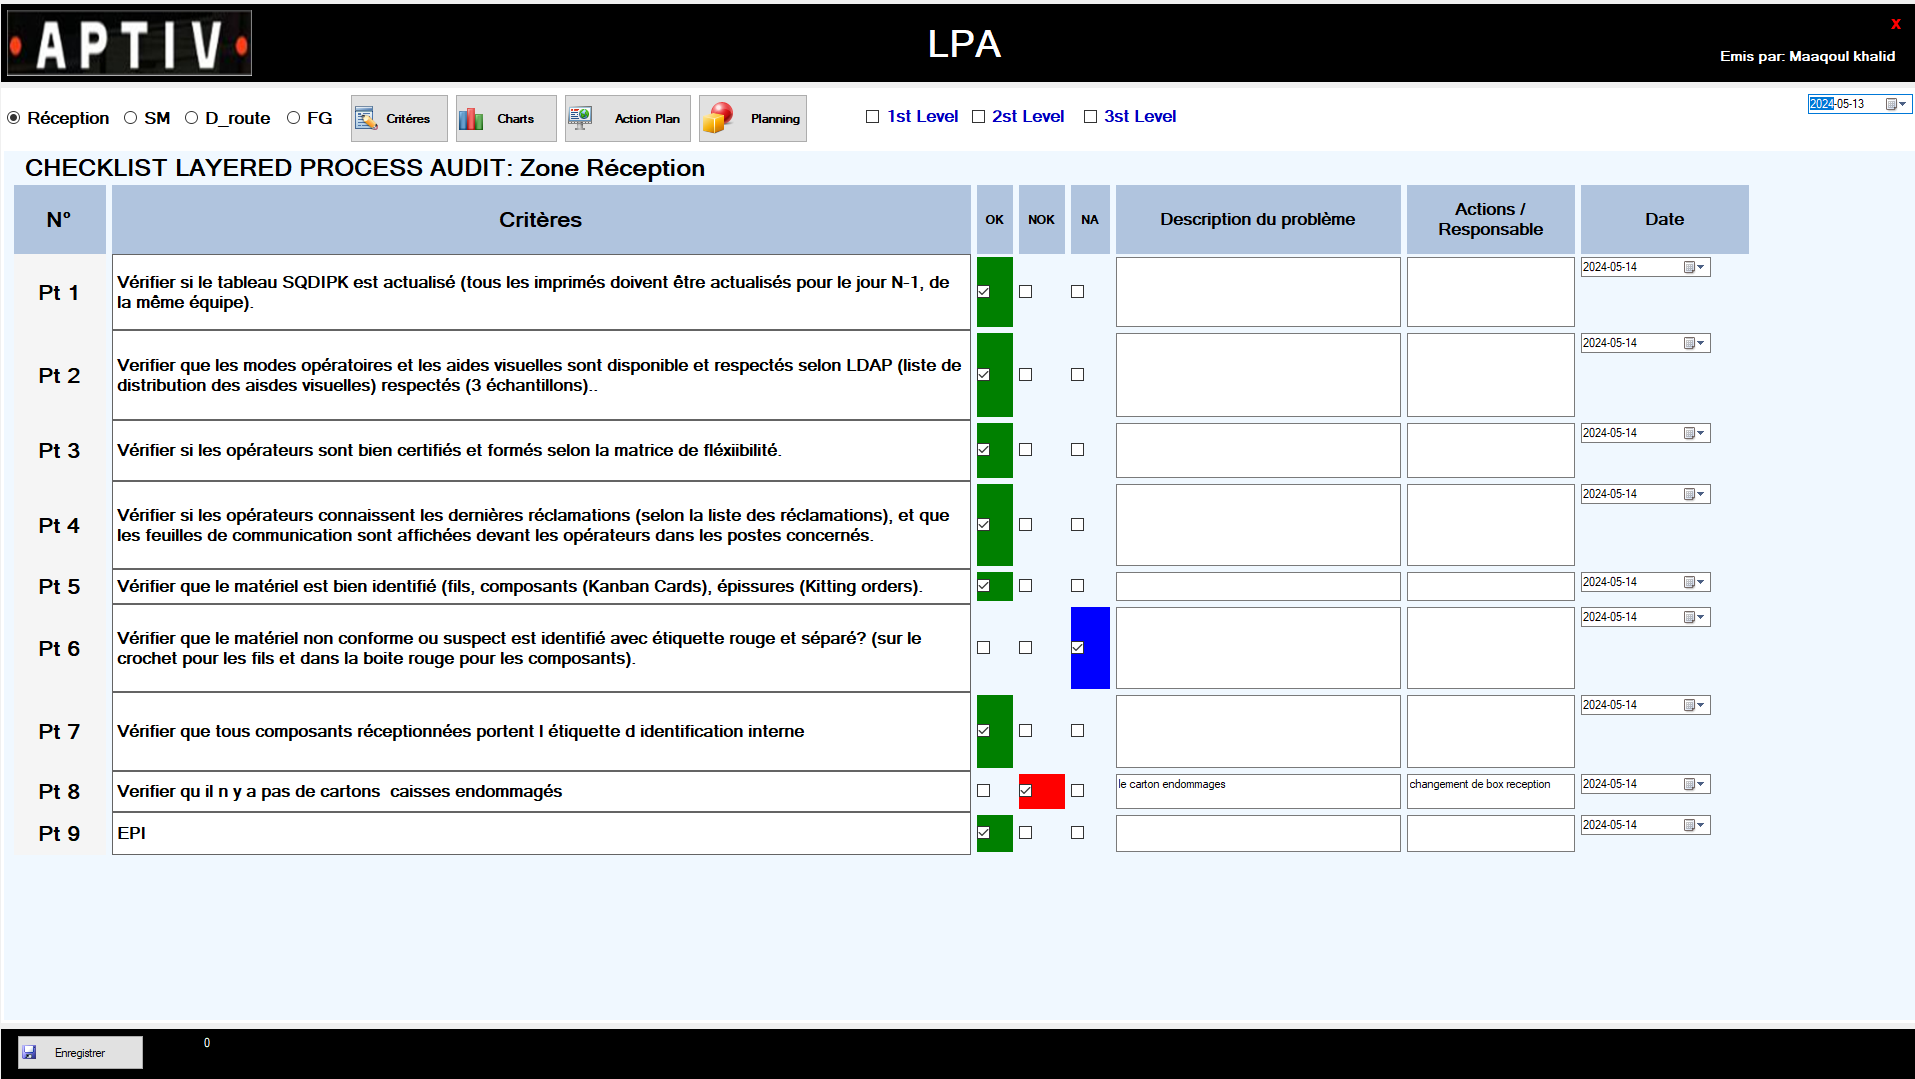 APTIV
LPA
X
Emis par: Maaqoul khalid
Réception SM D_route FG Critéres Charts Action Plan Planning 1st Level 2st Level 3st Level 2024-05-13
CHECKLIST LAYERED PROCESS AUDIT: Zone Réception
N° Critères OK NOK NA Description du problème Actions / Responsable Date
Pt 1
Vérifier si le tableau SQDIPK est actualisé (tous les imprimés doivent être actualisés pour le jour N-1, de
la même équipe).
2024-05-14
Pt 2
Verifier que les modes opératoires et les aides visuelles sont disponible et respectés selon LDAP (liste de
distribution des aisdes visuelles) respectés (3 échantillons)..
2024-05-14
Pt 3
Vérifier si les opérateurs sont bien certifiés et formés selon la matrice de fléxiibilité.
2024-05-14
Pt 4
Vérifier si les opérateurs connaissent les dernières réclamations (selon la liste des réclamations), et que
les feuilles de communication sont affichées devant les opérateurs dans les postes concernés.
2024-05-14
Pt 5
Vérifier que le matériel est bien identifié (fils, composants (Kanban Cards), épissures (Kitting orders).
2024-05-14
Pt 6
Vérifier que le matériel non conforme ou suspect est identifié avec étiquette rouge et séparé? (sur le
crochet pour les fils et dans la boite rouge pour les composants).
2024-05-14
Pt 7
Vérifier que tous composants réceptionnées portent l étiquette d identification interne
2024-05-14
Pt 8
Verifier qu il n y a pas de cartons  caisses endommagés
le carton endommages
changement de box reception
2024-05-14
Pt 9
EPI
2024-05-14
Enregistrer
0